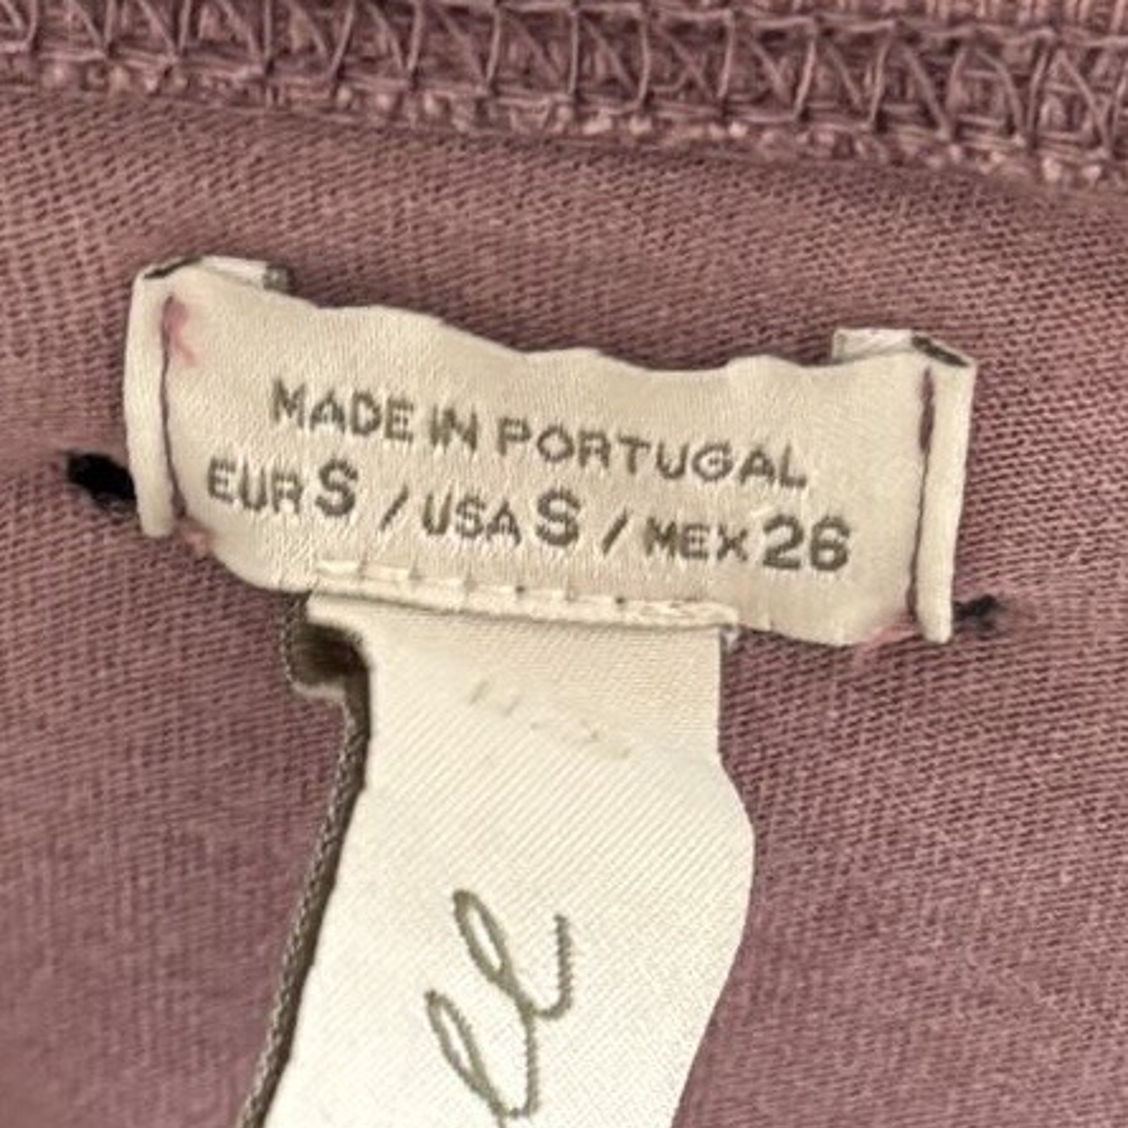 MADE IN PORTUGAL
EUR S / USA S / MEX 26